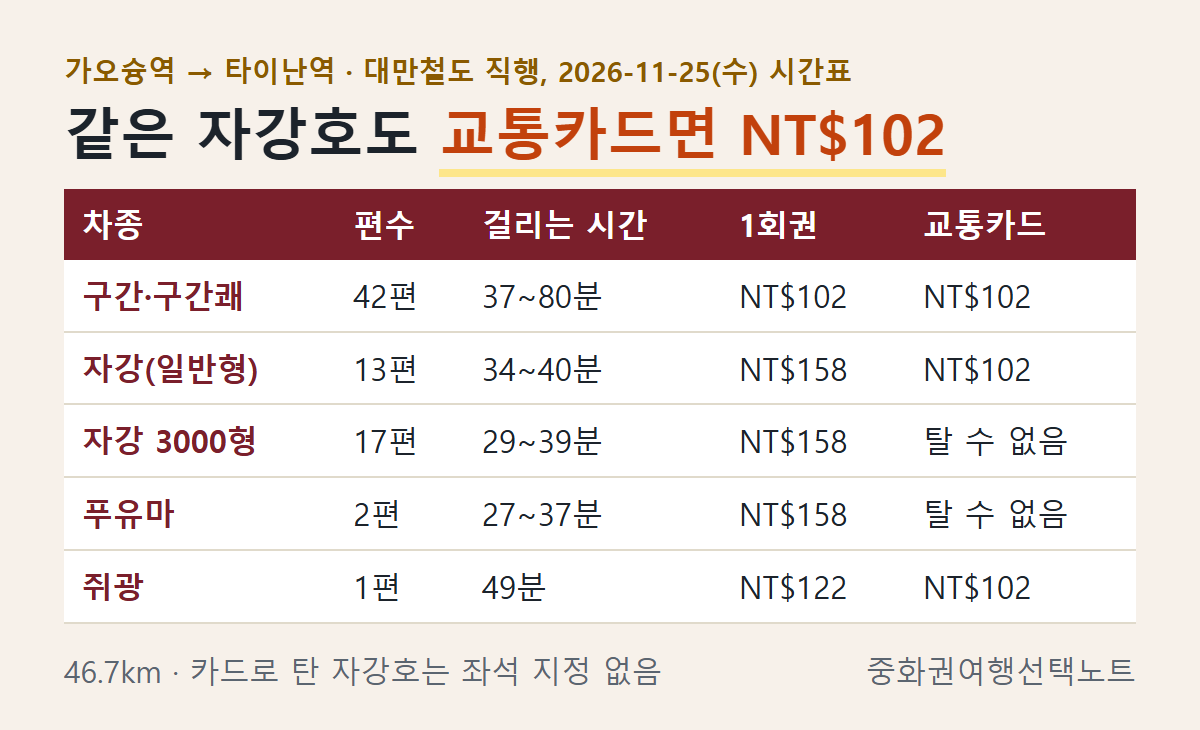 가오슝역 → 타이난역 · 대만철도 직행, 2026-11-25(수) 시간표
같은 자강호도 교통카드면 NT$102
차종 편수 걸리는 시간 1회권 교통카드
구간·구간쾌 42편 37~80분 NT$102 NT$102
자강(일반형) 13편 34~40분 NT$158 NT$102
자강 3000형 17편 29~39분 NT$158 탈 수 없음
푸유마 2편 27~37분 NT$158 탈 수 없음
쥐광 1편 49분 NT$122 NT$102
46.7km · 카드로 탄 자강호는 좌석 지정 없음 중화권여행선택노트